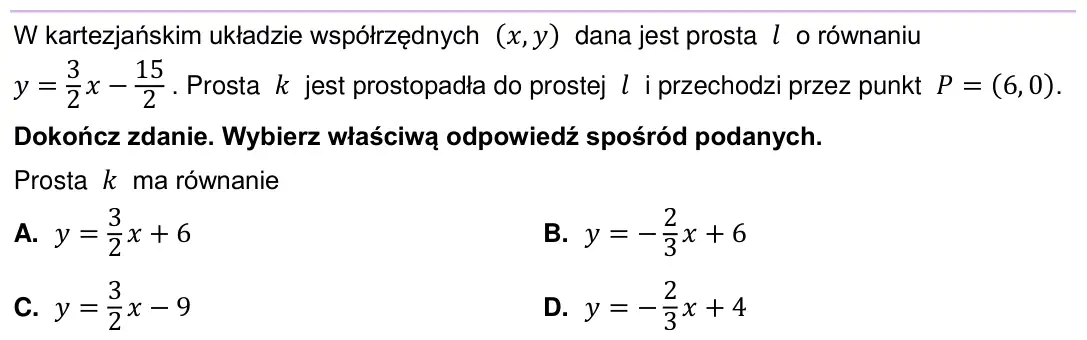 W kartezjańskim układzie współrzędnych (x, y) dana jest prosta l o równaniu
y = 3/2 x − 15/2 . Prosta k jest prostopadła do prostej l i przechodzi przez punkt P = (6, 0).
Dokończ zdanie. Wybierz właściwą odpowiedź spośród podanych.
Prosta k ma równanie
A. y = 3/2 x + 6 B. y = − 2/3 x + 6
C. y = 3/2 x − 9 D. y = − 2/3 x + 4